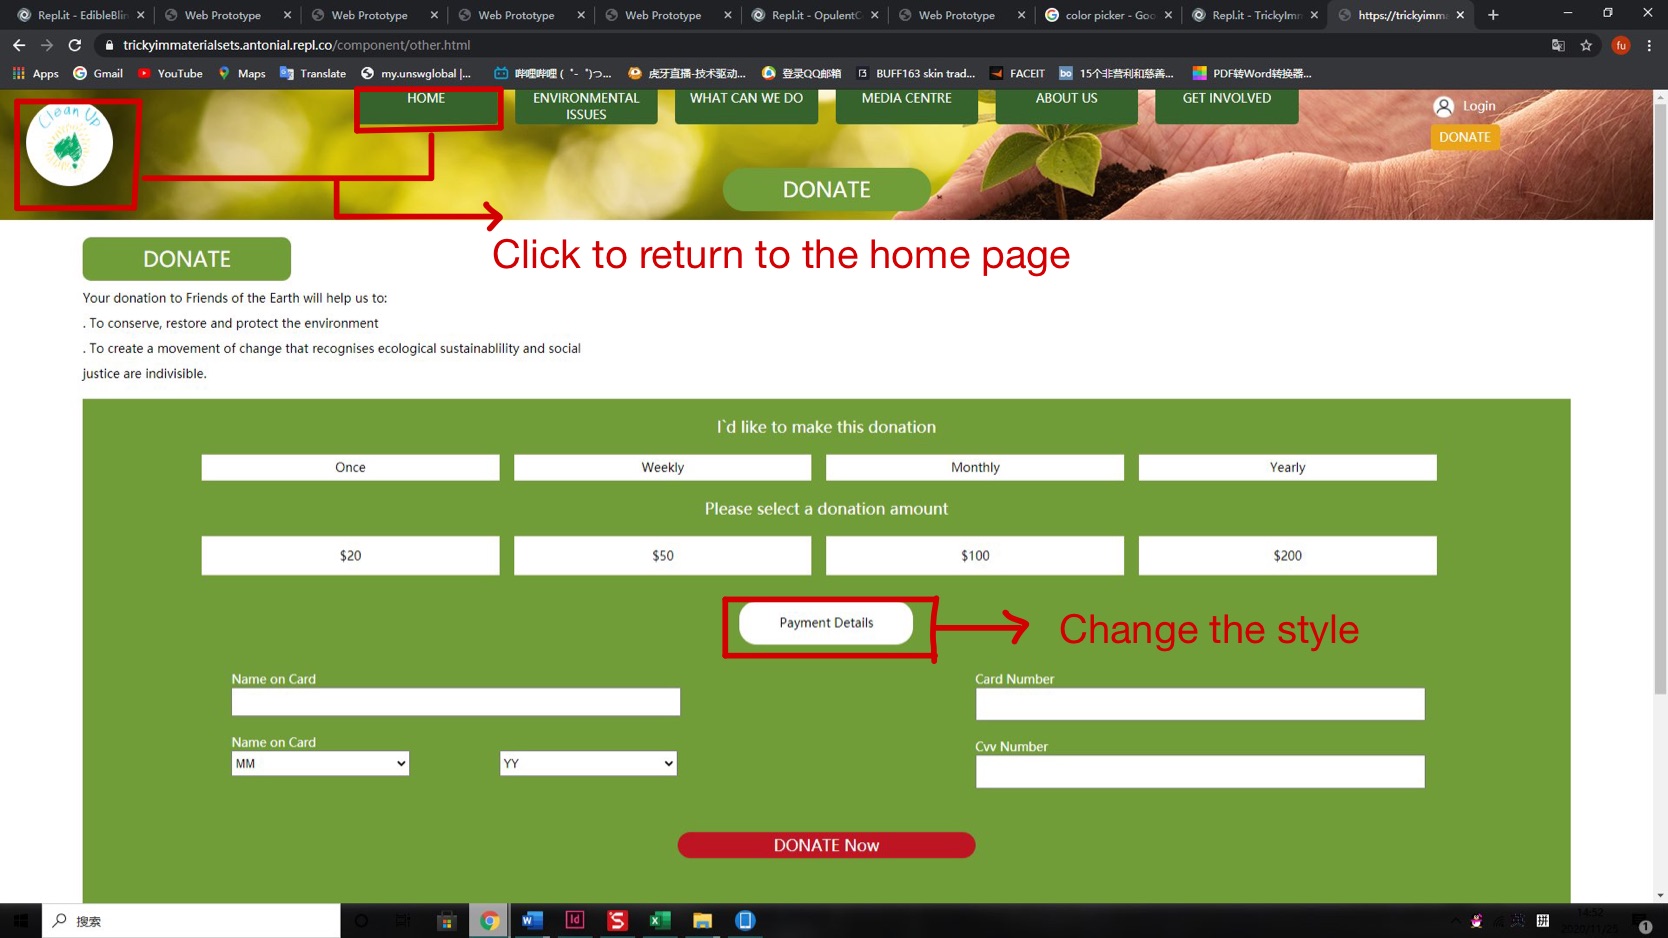 Repl.it - EdibleBlin
Web Prototype
Web Prototype
Web Prototype
Web Prototype
Repl.it - OpulentC
Web Prototype
color picker - Goo
Repl.it - TrickyImm
https://trickyimma
trickyimmaterialsets.antonial.repl.co/component/other.html
fu
Apps
Gmail
YouTube
Maps
Translate
my.unswglobal |...
哔哩哔哩 ( ゜- ゜)つ...
虎牙直播-技术驱动...
登录QQ邮箱
BUFF163 skin trad...
FACEIT
15个非营利和慈善...
PDF转Word转换器...
Clean Up
HOME
ENVIRONMENTAL
ISSUES
WHAT CAN WE DO
MEDIA CENTRE
ABOUT US
GET INVOLVED
Login
DONATE
DONATE
Click to return to the home page
DONATE
Your donation to Friends of the Earth will help us to:
. To conserve, restore and protect the environment
. To create a movement of change that recognises ecological sustainablility and social
justice are indivisible.
I`d like to make this donation
Once
Weekly
Monthly
Yearly
Please select a donation amount
$20
$50
$100
$200
Payment Details
Change the style
Name on Card
Card Number
Name on Card
MM
YY
Cvv Number
DONATE Now
搜索
拼
14:52
2020/11/25
1